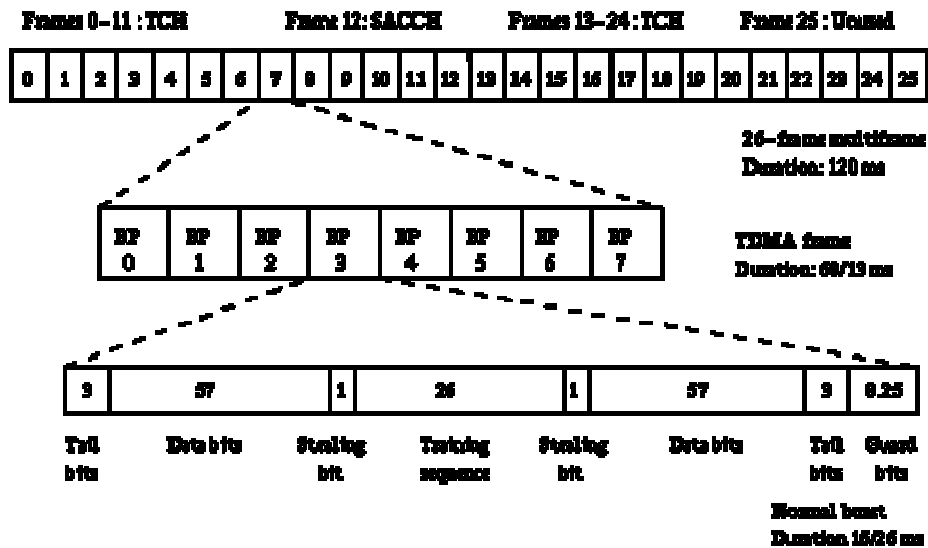 Frames 0–11 : TCH Frame 12: SACCH Frames 13–24: TCH Frame 25 : Unused
0 1 2 3 4 5 6 7 8 9 10 11 12 13 14 15 16 17 18 19 20 21 22 23 24 25
26–frame multiframe
Duration: 120 ms
BP BP BP BP BP BP BP BP
0 1 2 3 4 5 6 7
TDMA frame
Duration: 60/13 ms
3 57 1 26 1 57 3 8.25
Tail Data bits Stealing Training Stealing Data bits Tail Guard
bits bit sequence bit bits bits
Normal burst
Duration 15/26 ms